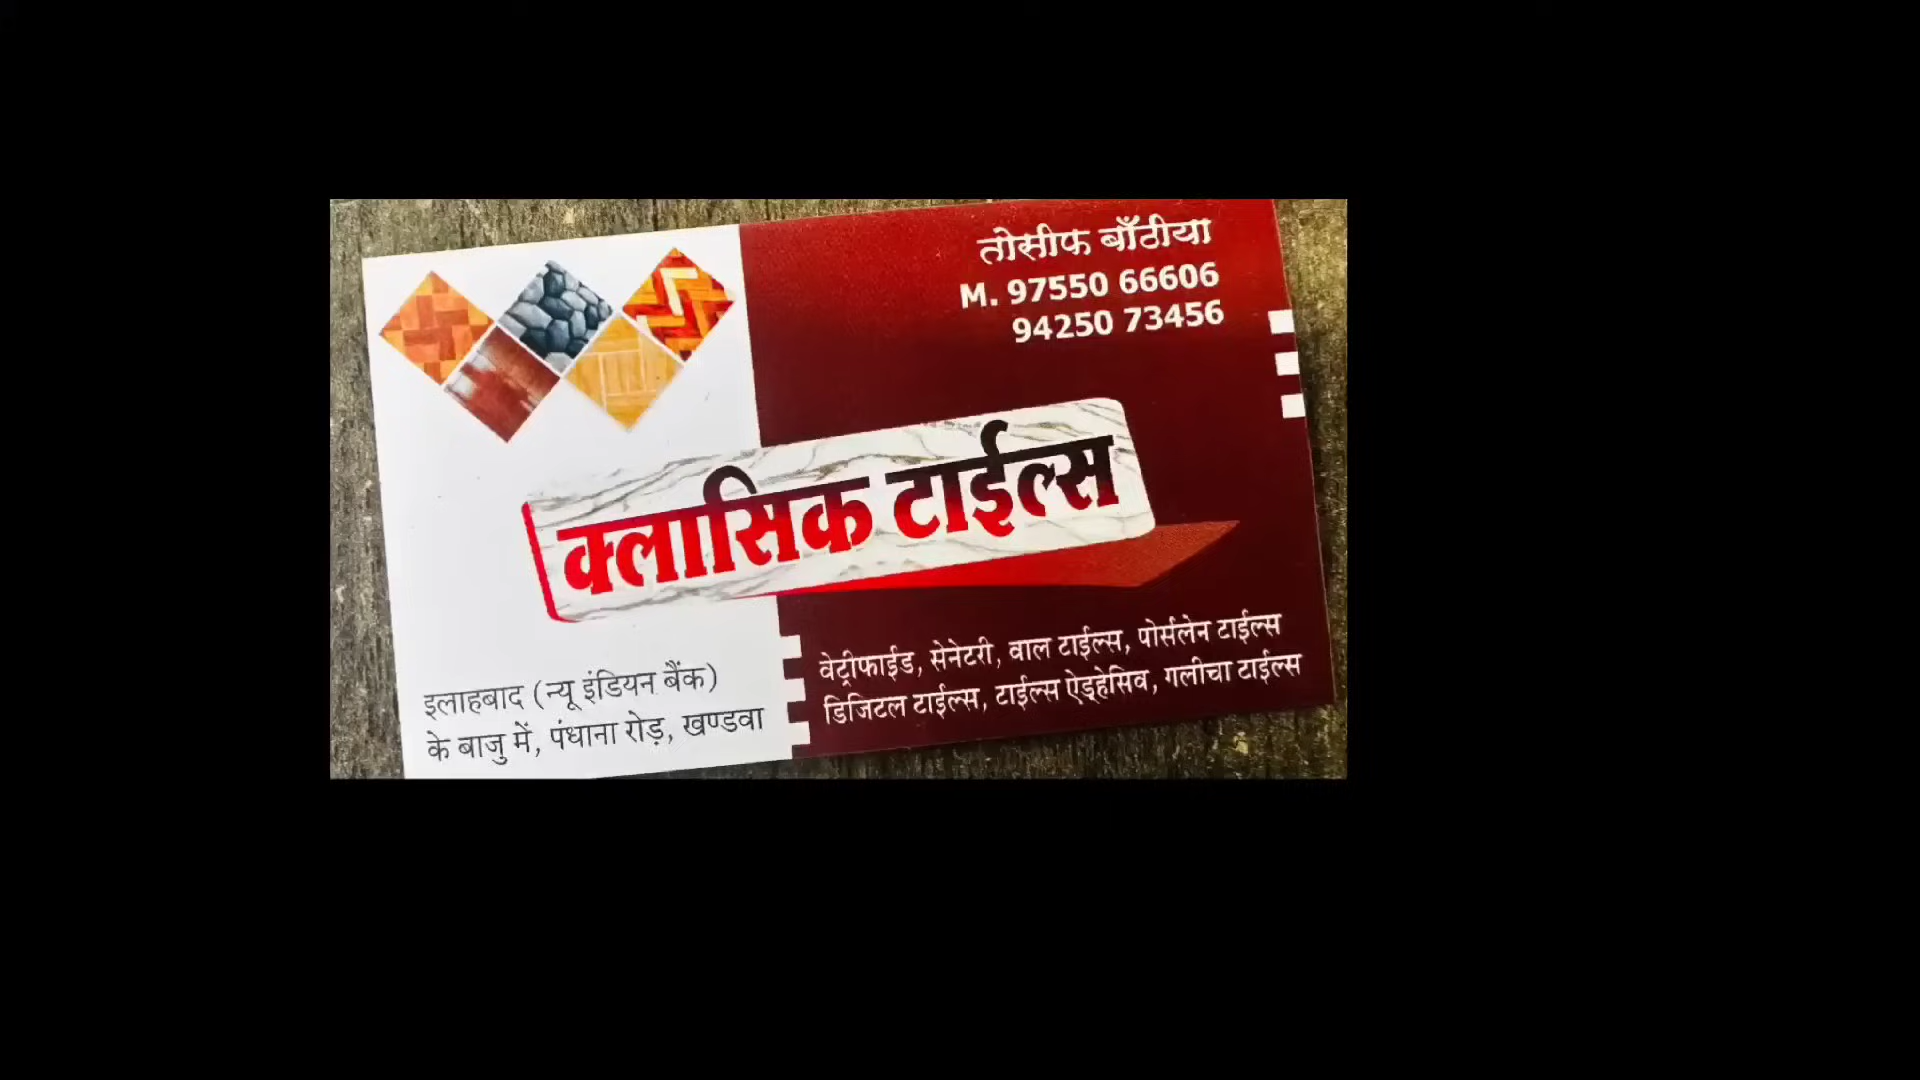 तोसीफ बाँठीया
M. 97550 66606
94250 73456
क्लासिक टाईल्स
इलाहबाद (न्यू इंडियन बैंक)
के बाजु में, पंधाना रोड़, खण्डवा
वेट्रीफाईड, सेनेटरी, वाल टाईल्स, पोर्सलेन टाईल्स
डिजिटल टाईल्स, टाईल्स ऐड्हेसिव, गलीचा टाईल्स